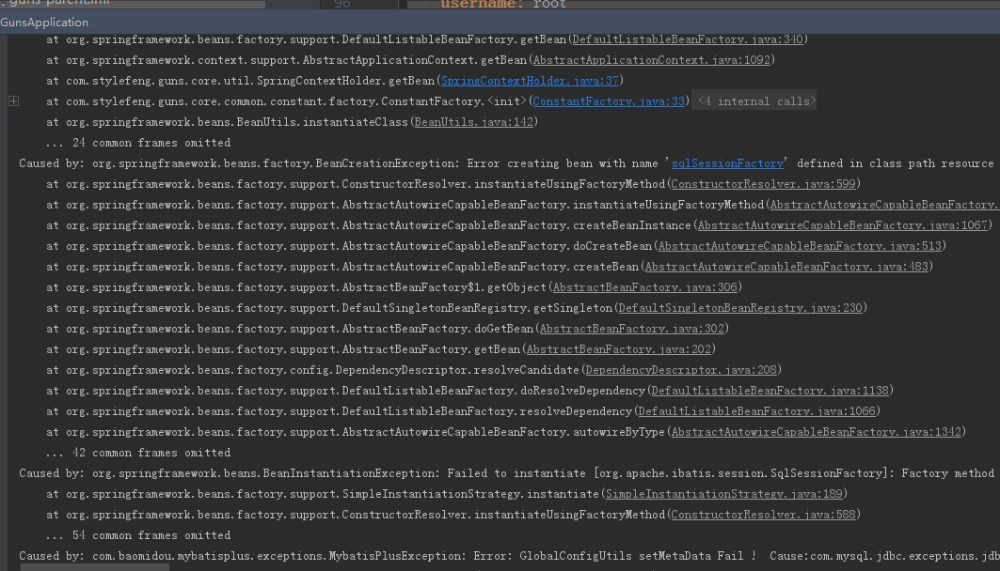 guns-parent.iml
96
username: root
GunsApplication
at org.springframework.beans.factory.support.DefaultListableBeanFactory.getBean(DefaultListableBeanFactory.java:340)
at org.springframework.context.support.AbstractApplicationContext.getBean(AbstractApplicationContext.java:1092)
at com.stylefeng.guns.core.util.SpringContextHolder.getBean(SpringContextHolder.java:37)
at com.stylefeng.guns.core.common.constant.factory.ConstantFactory.<init>(ConstantFactory.java:33) <4 internal calls>
at org.springframework.beans.BeanUtils.instantiateClass(BeanUtils.java:142)
... 24 common frames omitted
Caused by: org.springframework.beans.factory.BeanCreationException: Error creating bean with name 'sqlSessionFactory' defined in class path resource
at org.springframework.beans.factory.support.ConstructorResolver.instantiateUsingFactoryMethod(ConstructorResolver.java:599)
at org.springframework.beans.factory.support.AbstractAutowireCapableBeanFactory.instantiateUsingFactoryMethod(AbstractAutowireCapableBeanFactory.
at org.springframework.beans.factory.support.AbstractAutowireCapableBeanFactory.createBeanInstance(AbstractAutowireCapableBeanFactory.java:1067)
at org.springframework.beans.factory.support.AbstractAutowireCapableBeanFactory.doCreateBean(AbstractAutowireCapableBeanFactory.java:513)
at org.springframework.beans.factory.support.AbstractAutowireCapableBeanFactory.createBean(AbstractAutowireCapableBeanFactory.java:483)
at org.springframework.beans.factory.support.AbstractBeanFactory$1.getObject(AbstractBeanFactory.java:306)
at org.springframework.beans.factory.support.DefaultSingletonBeanRegistry.getSingleton(DefaultSingletonBeanRegistry.java:230)
at org.springframework.beans.factory.support.AbstractBeanFactory.doGetBean(AbstractBeanFactory.java:302)
at org.springframework.beans.factory.support.AbstractBeanFactory.getBean(AbstractBeanFactory.java:202)
at org.springframework.beans.factory.config.DependencyDescriptor.resolveCandidate(DependencyDescriptor.java:208)
at org.springframework.beans.factory.support.DefaultListableBeanFactory.doResolveDependency(DefaultListableBeanFactory.java:1138)
at org.springframework.beans.factory.support.DefaultListableBeanFactory.resolveDependency(DefaultListableBeanFactory.java:1066)
at org.springframework.beans.factory.support.AbstractAutowireCapableBeanFactory.autowireByType(AbstractAutowireCapableBeanFactory.java:1342)
... 42 common frames omitted
Caused by: org.springframework.beans.BeanInstantiationException: Failed to instantiate [org.apache.ibatis.session.SqlSessionFactory]: Factory method
at org.springframework.beans.factory.support.SimpleInstantiationStrategy.instantiate(SimpleInstantiationStrategy.java:189)
at org.springframework.beans.factory.support.ConstructorResolver.instantiateUsingFactoryMethod(ConstructorResolver.java:588)
... 54 common frames omitted
Caused by: com.baomidou.mybatisplus.exceptions.MybatisPlusException: Error: GlobalConfigUtils setMetaData Fail ! Cause:com.mysql.jdbc.exceptions.jd